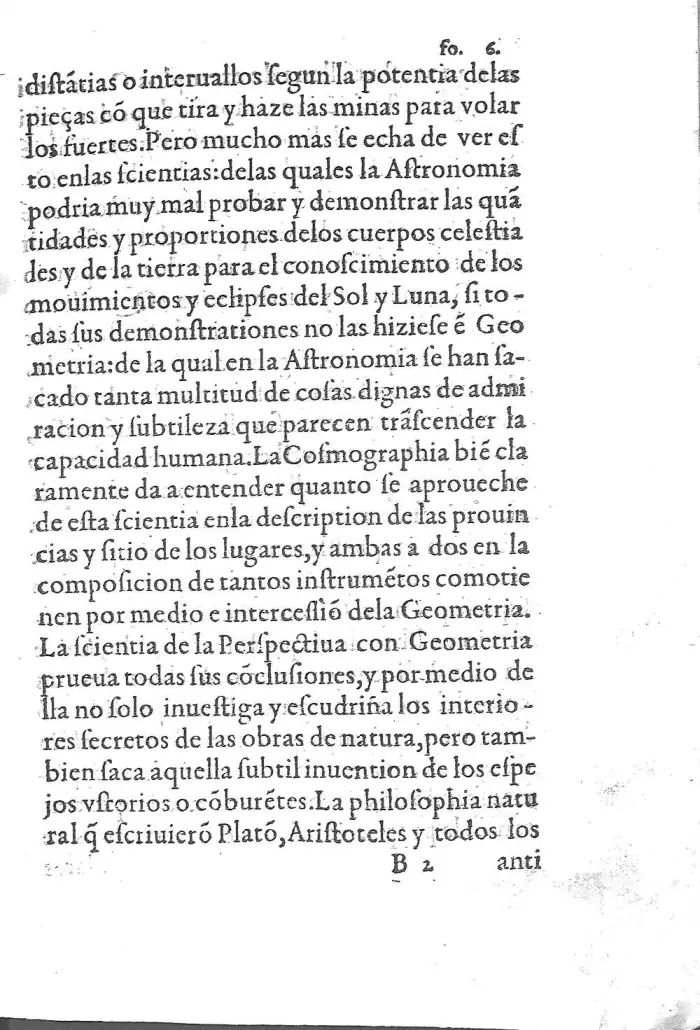 fo. 6.
diſtãtias o interuallos ſegun la potentia delas
pieças cõ que tira y haze las minas para volar
los fuertes. Pero mucho mas ſe echa de ver eſ
to enlas ſcientias: delas quales la Aſtronomia
podria muy mal probar y demonſtrar las quã
tidades y proportiones delos cuerpos celeſtia
des y de la tierra para el conoſcimiento de los
mouimientos y eclipſes del Sol y Luna, ſi to-
das ſus demonſtrationes no las hizieſe ẽ Geo
metria: de la qual en la Aſtronomia ſe han ſa-
cado tanta multitud de coſas dignas de admi
racion y ſubtileza que parecen trãſcender la
capacidad humana. La Coſmographia biẽ cla
ramente da a entender quanto ſe aproueche
de eſta ſcientia enla deſcription de las prouin
cias y ſitio de los lugares, y ambas a dos en la
compoſicion de tantos inſtrumẽtos comotie
nen por medio e interceſſiõ dela Geometria.
La ſcientia de la Perſpectiua con Geometria
prueua todas ſus cõcluſiones, y por medio de
lla no ſolo inueſtiga y eſcudriña los interio-
res ſecretos de las obras de natura, pero tam-
bien ſaca aquella ſubtil inuention de los eſpe
jos vſtorios o cõburẽtes. La philoſophia natu
ral q̃ eſcriuierõ Platõ, Ariſtoteles y todos los
B 2 anti